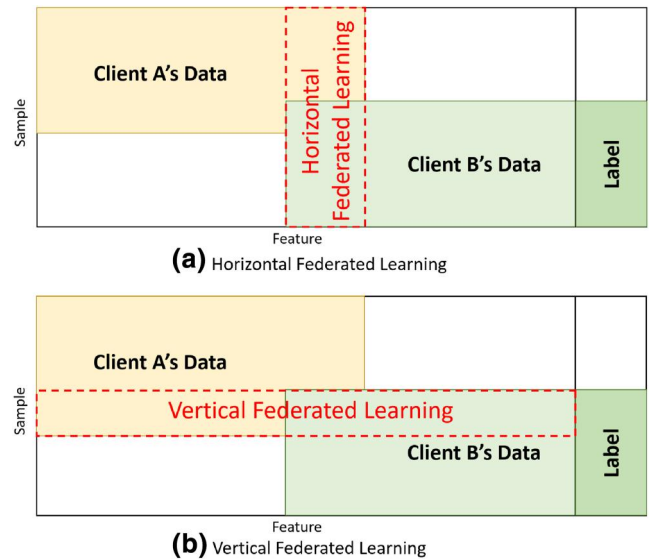 Client A's Data
Horizontal
Federated Learning
Sample
Client B's Data
Label
Feature
(a) Horizontal Federated Learning
Client A's Data
Sample
Vertical Federated Learning
Client B's Data
Label
Feature
(b) Vertical Federated Learning